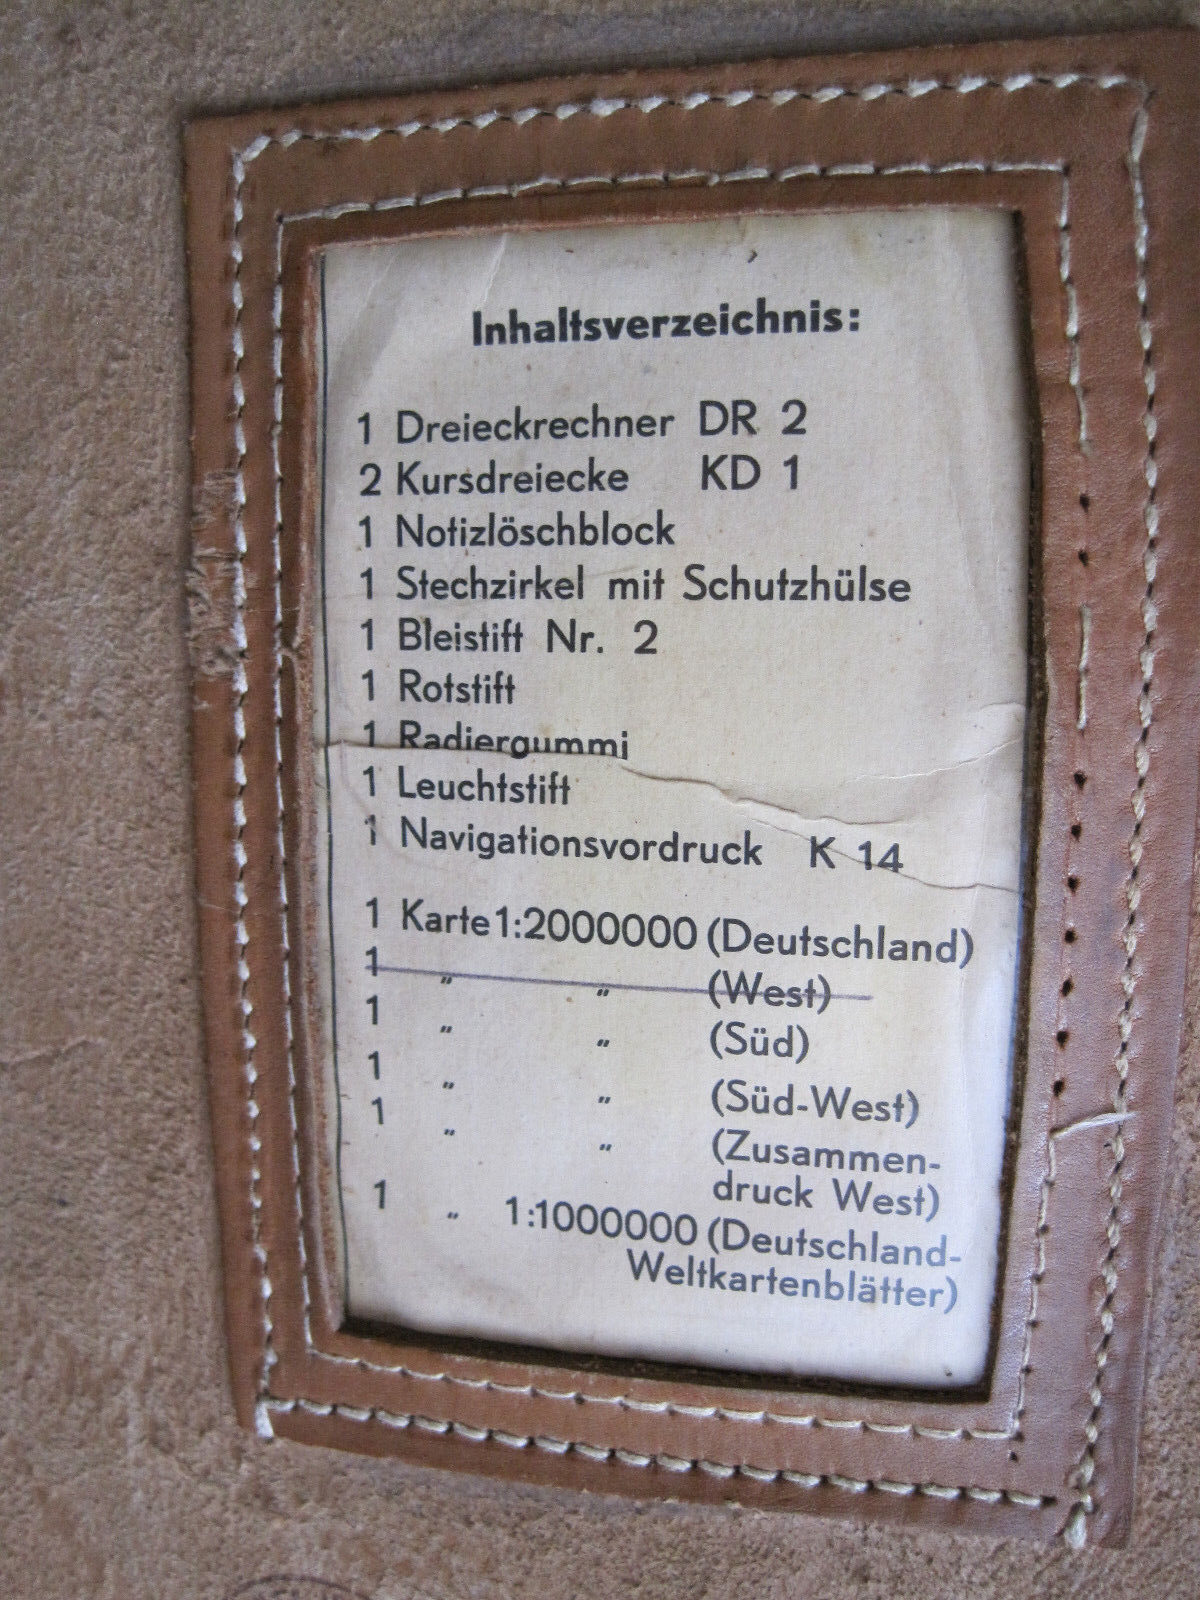 Inhaltsverzeichnis:
1 Dreieckrechner DR 2
2 Kursdreiecke KD 1
1 Notizlöschblock
1 Stechzirkel mit Schutzhülse
1 Bleistift Nr. 2
1 Rotstift
1 Radiergummi
1 Leuchtstift
1 Navigationsvordruck K 14
1 Karte 1:2000000 (Deutschland)
1 „ „ (West)
1 „ „ (Süd)
1 „ „ (Süd-West)
1 „ „ (Zusammen-
druck West)
1 „ 1:1000000 (Deutschland-
Weltkartenblätter)